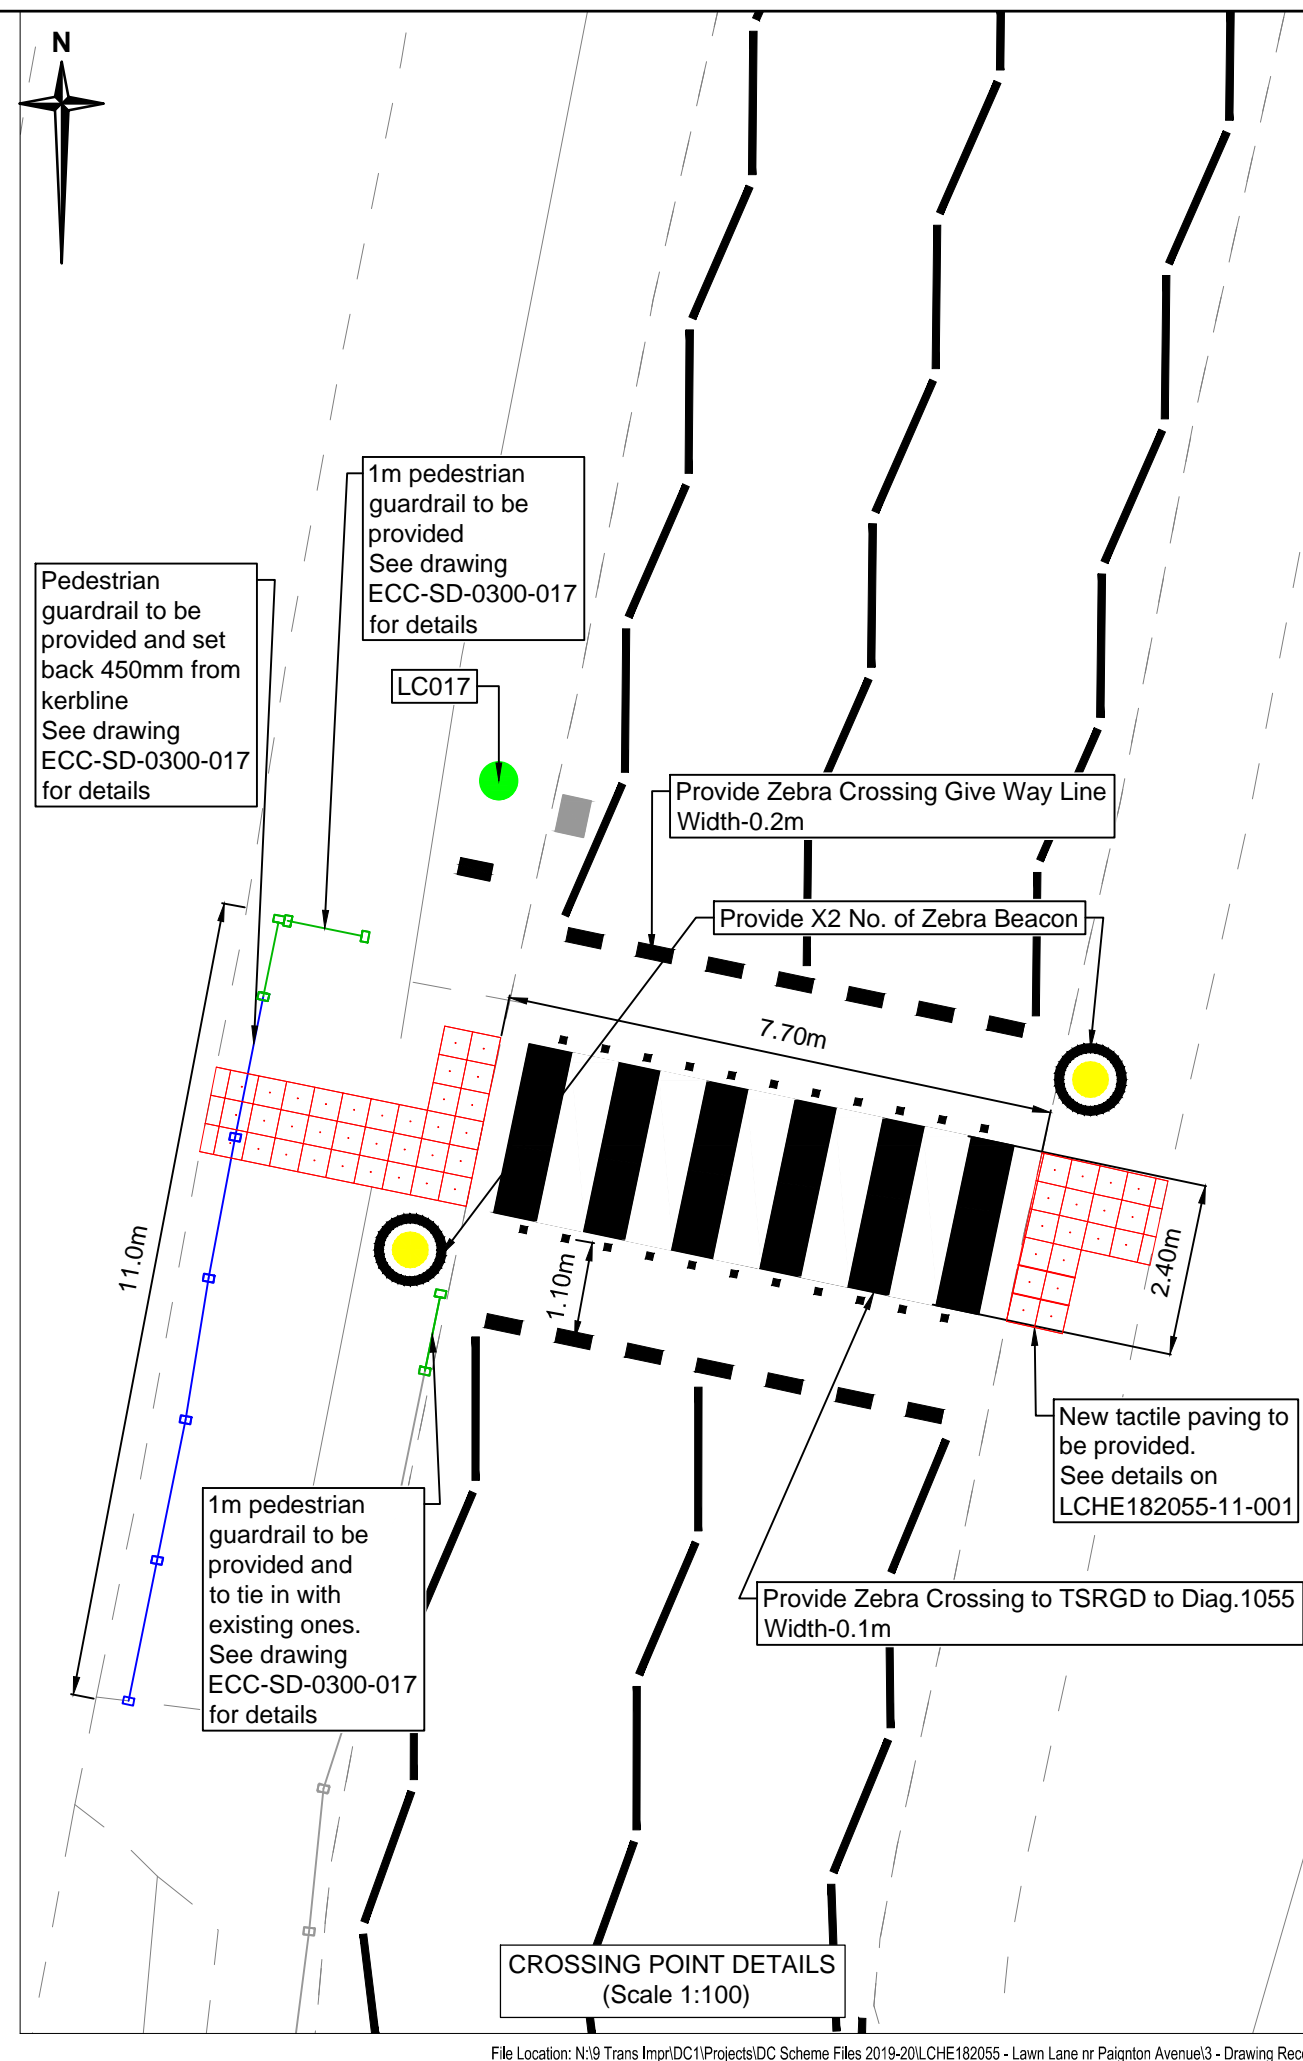 N
1m pedestrian
guardrail to be
provided
See drawing
ECC-SD-0300-017
for details
Pedestrian
guardrail to be
provided and set
back 450mm from
kerbline
See drawing
ECC-SD-0300-017
for details
LC017
Provide Zebra Crossing Give Way Line
Width-0.2m
Provide X2 No. of Zebra Beacon
7.70m
11.0m
1.10m
2.40m
New tactile paving to
be provided.
See details on
LCHE182055-11-001
1m pedestrian
guardrail to be
provided and
to tie in with
existing ones.
See drawing
ECC-SD-0300-017
for details
Provide Zebra Crossing to TSRGD to Diag.1055
Width-0.1m
CROSSING POINT DETAILS
(Scale 1:100)
File Location: N:\9 Trans Impr\DC1\Projects\DC Scheme Files 2019-20\LCHE182055 - Lawn Lane nr Paignton Avenue\3 - Drawing Rec